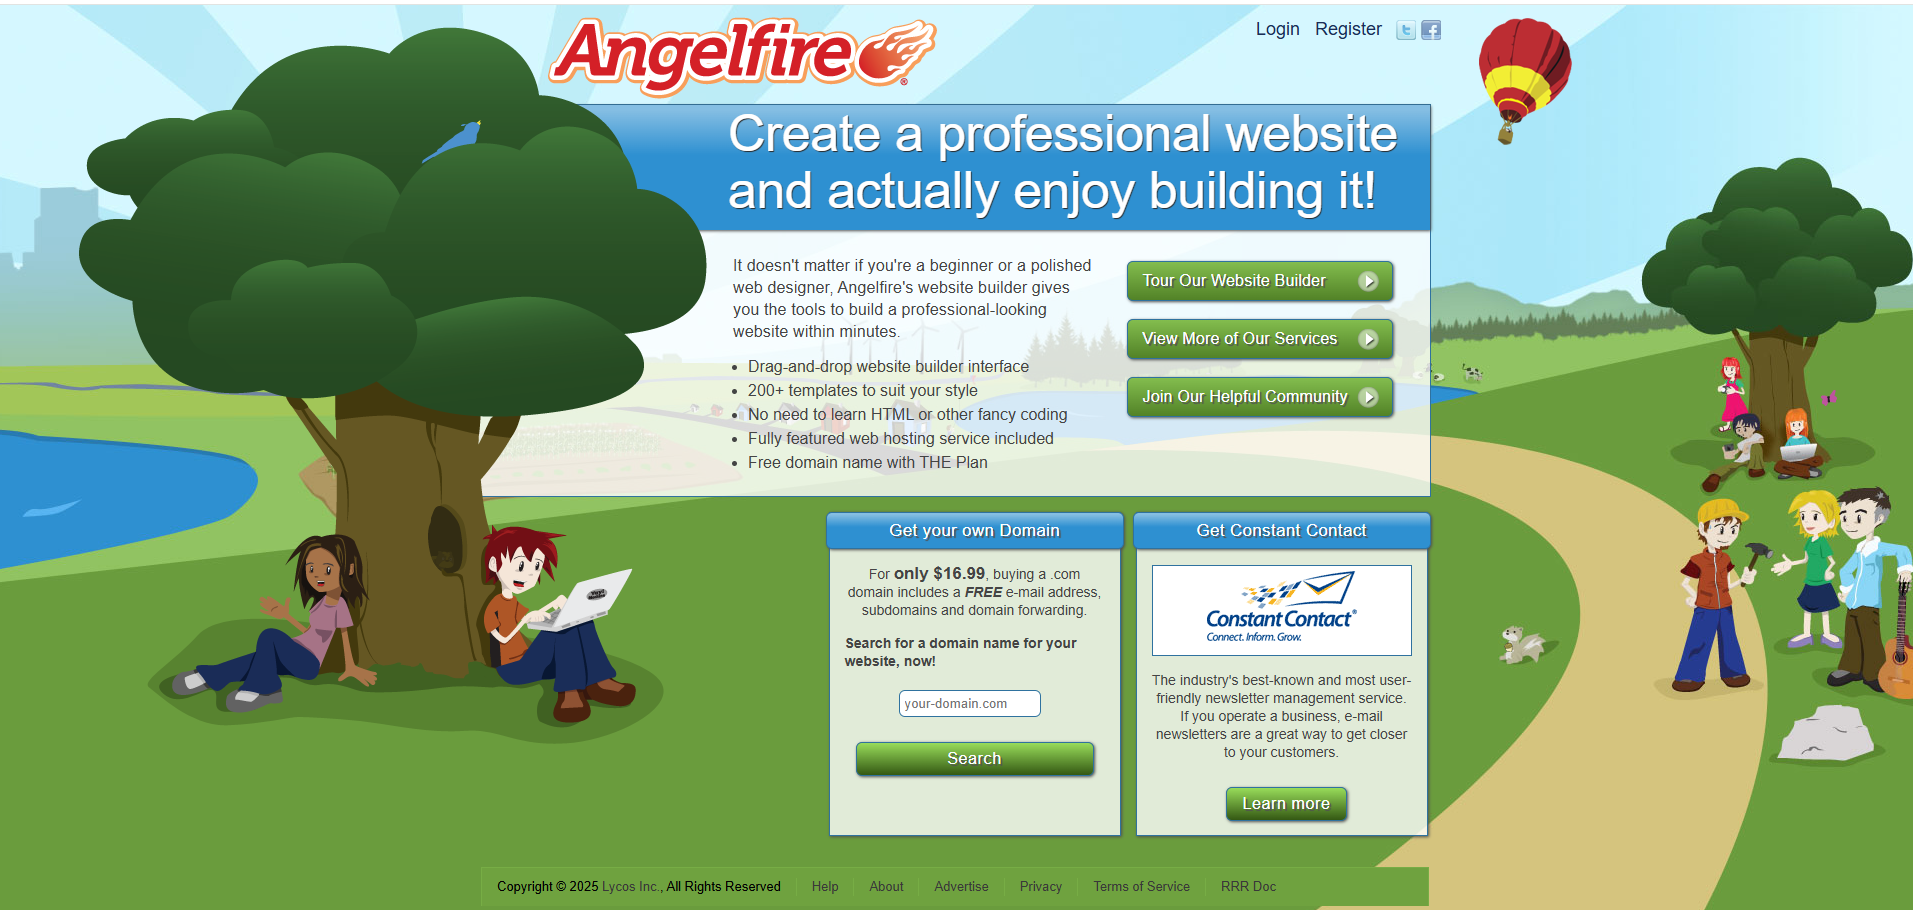 Angelfire®
Login Register
Create a professional website
and actually enjoy building it!
It doesn't matter if you're a beginner or a polished
web designer, Angelfire's website builder gives
you the tools to build a professional-looking
website within minutes.
• Drag-and-drop website builder interface
• 200+ templates to suit your style
• No need to learn HTML or other fancy coding
• Fully featured web hosting service included
• Free domain name with THE Plan
Tour Our Website Builder
View More of Our Services
Join Our Helpful Community
Get your own Domain
For only $16.99, buying a .com
domain includes a FREE e-mail address,
subdomains and domain forwarding.
Search for a domain name for your
website, now!
your-domain.com
Search
Get Constant Contact
Constant Contact®
Connect. Inform. Grow.
The industry's best-known and most user-
friendly newsletter management service.
If you operate a business, e-mail
newsletters are a great way to get closer
to your customers.
Learn more
Copyright © 2025 Lycos Inc., All Rights Reserved Help About Advertise Privacy Terms of Service RRR Doc